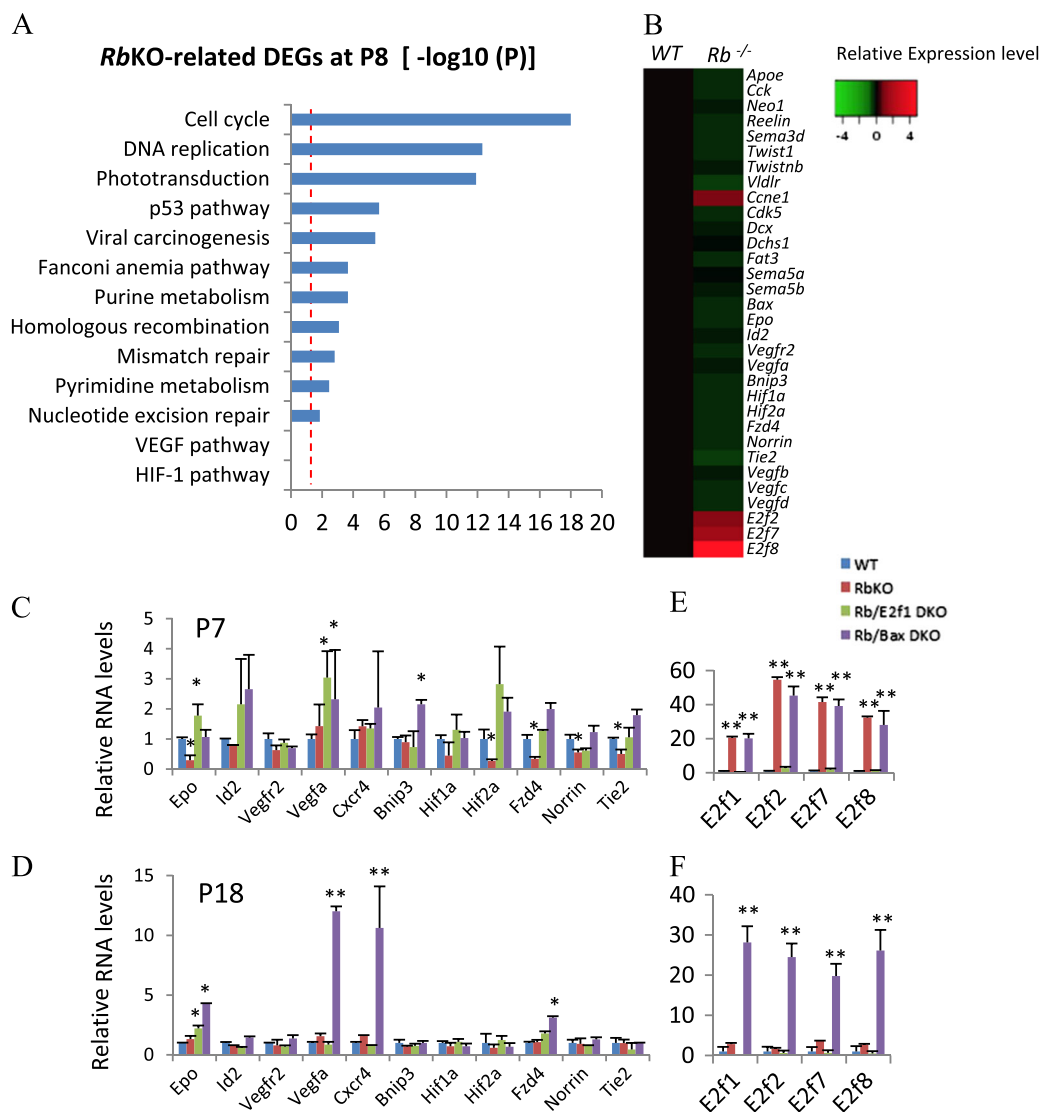 A
RbKO-related DEGs at P8 [ -log10 (P)]
Cell cycle
DNA replication
Phototransduction
p53 pathway
Viral carcinogenesis
Fanconi anemia pathway
Purine metabolism
Homologous recombination
Mismatch repair
Pyrimidine metabolism
Nucleotide excision repair
VEGF pathway
HIF-1 pathway
0 2 4 6 8 10 12 14 16 18 20
B
WT Rb -/-
Relative Expression level
-4 0 4
Apoe
Cck
Neo1
Reelin
Sema3d
Twist1
Twistnb
Vldlr
Ccne1
Cdk5
Dcx
Dchs1
Fat3
Sema5a
Sema5b
Bax
Epo
Id2
Vegfr2
Vegfa
Bnip3
Hif1a
Hif2a
Fzd4
Norrin
Tie2
Vegfb
Vegfc
Vegfd
E2f2
E2f7
E2f8
WT
RbKO
Rb/E2f1 DKO
Rb/Bax DKO
C
P7
Relative RNA levels
5
4
3
2
1
0
* * * * * * * * *
Epo Id2 Vegfr2 Vegfa Cxcr4 Bnip3 Hif1a Hif2a Fzd4 Norrin Tie2
E
60
40
20
0
** ** ** ** ** ** ** **
E2f1 E2f2 E2f7 E2f8
D
P18
Relative RNA levels
15
10
5
0
* * ** ** *
Epo Id2 Vegfr2 Vegfa Cxcr4 Bnip3 Hif1a Hif2a Fzd4 Norrin Tie2
F
40
30
20
10
0
** ** ** **
E2f1 E2f2 E2f7 E2f8